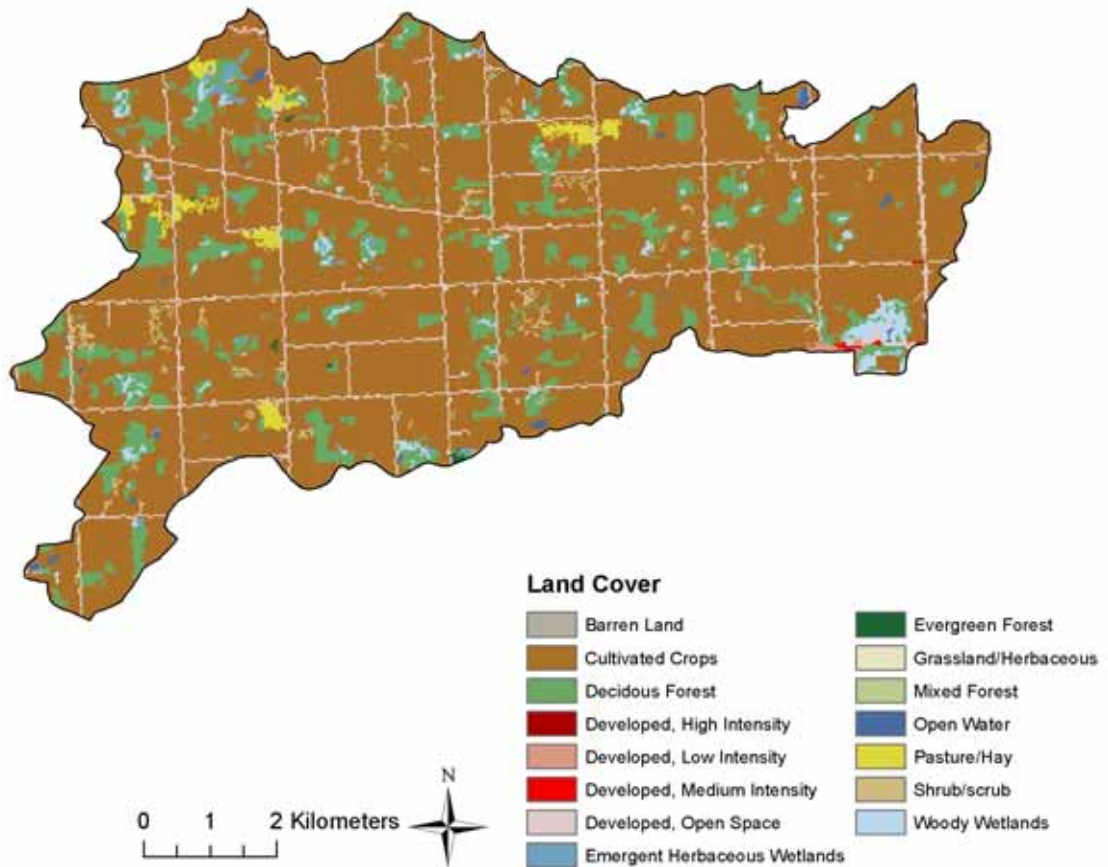 Land Cover
Barren Land
Cultivated Crops
Decidous Forest
Developed, High Intensity
Developed, Low Intensity
Developed, Medium Intensity
Developed, Open Space
Emergent Herbaceous Wetlands
Evergreen Forest
Grassland/Herbaceous
Mixed Forest
Open Water
Pasture/Hay
Shrub/scrub
Woody Wetlands
N
0 1 2 Kilometers